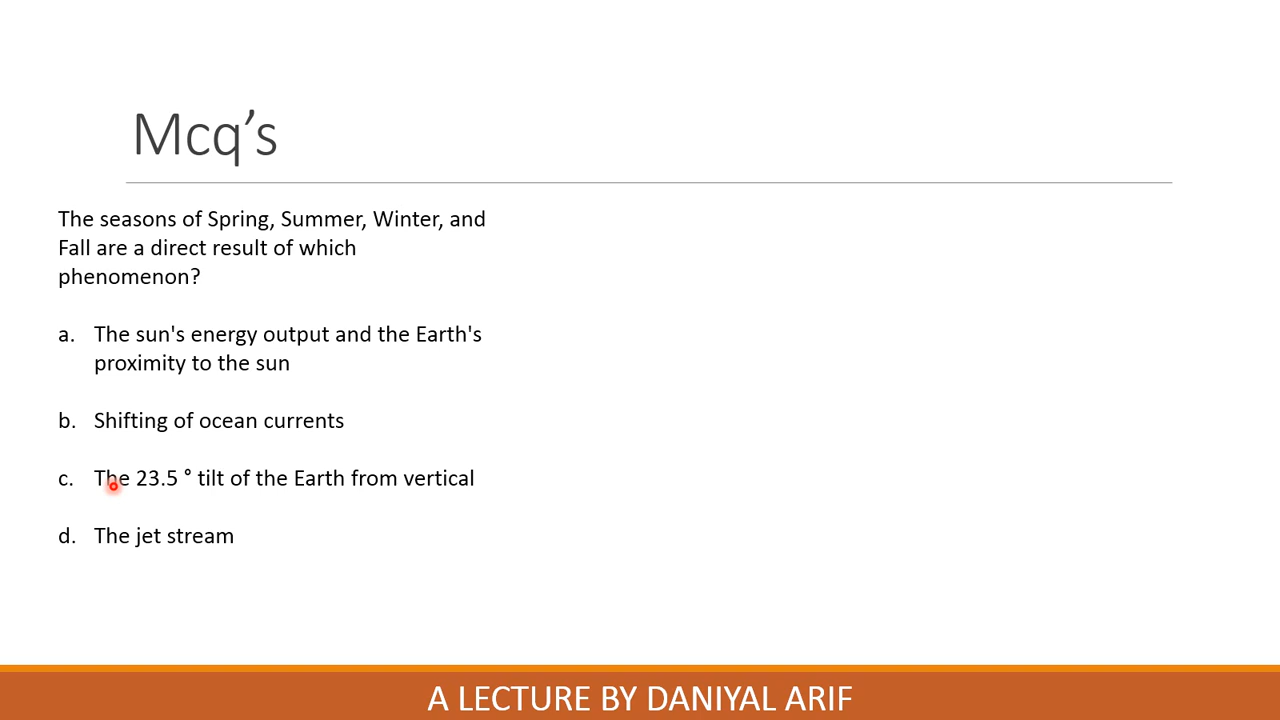 Mcq’s
The seasons of Spring, Summer, Winter, and
Fall are a direct result of which
phenomenon?
a. The sun's energy output and the Earth's
proximity to the sun
b. Shifting of ocean currents
c. The 23.5 ° tilt of the Earth from vertical
d. The jet stream
A LECTURE BY DANIYAL ARIF